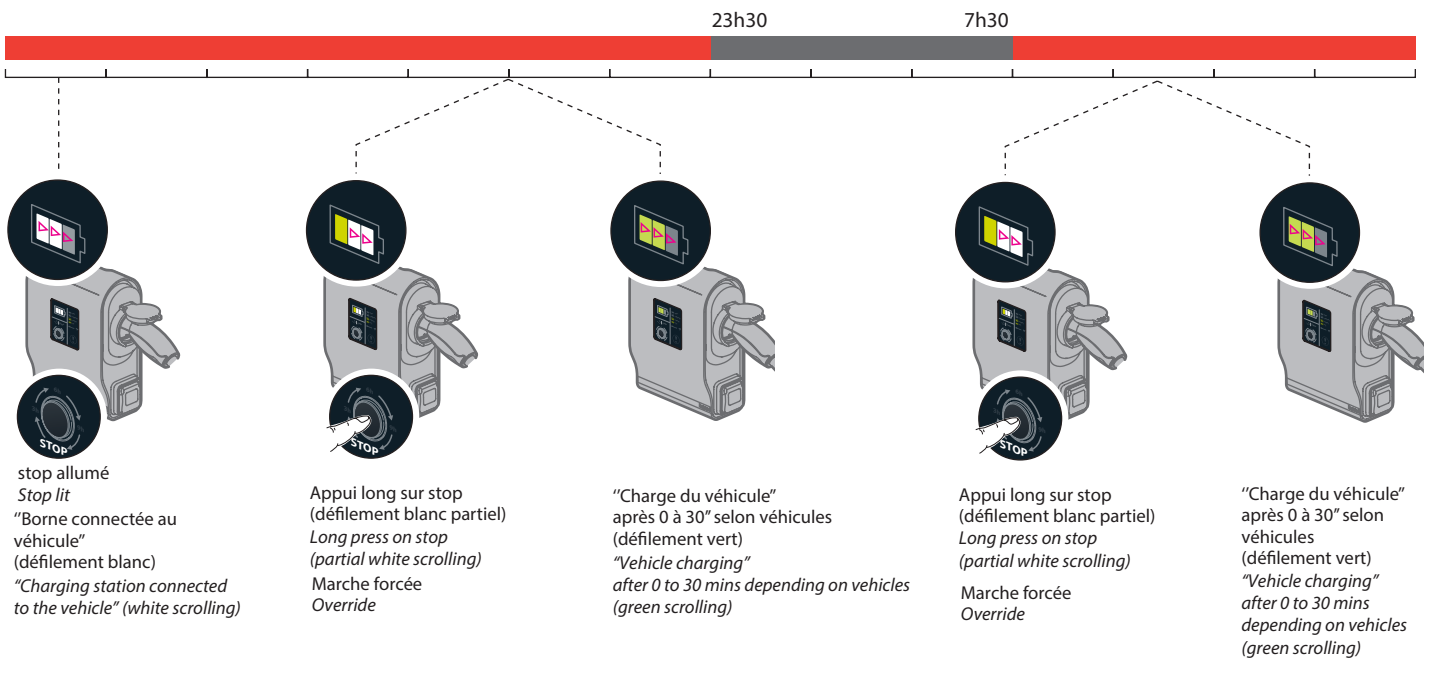 23h30
7h30
STOP
stop allumé
Stop lit
‘’Borne connectée au
véhicule’’
(défilement blanc)
“Charging station connected
to the vehicle” (white scrolling)
STOP
Appui long sur stop
(défilement blanc partiel)
Long press on stop
(partial white scrolling)
Marche forcée
Override
‘’Charge du véhicule’’
après 0 à 30’’ selon véhicules
(défilement vert)
“Vehicle charging”
after 0 to 30 mins depending on vehicles
(green scrolling)
STOP
Appui long sur stop
(défilement blanc partiel)
Long press on stop
(partial white scrolling)
Marche forcée
Override
‘’Charge du véhicule’’
après 0 à 30’’ selon
véhicules
(défilement vert)
“Vehicle charging”
after 0 to 30 mins
depending on vehicles
(green scrolling)